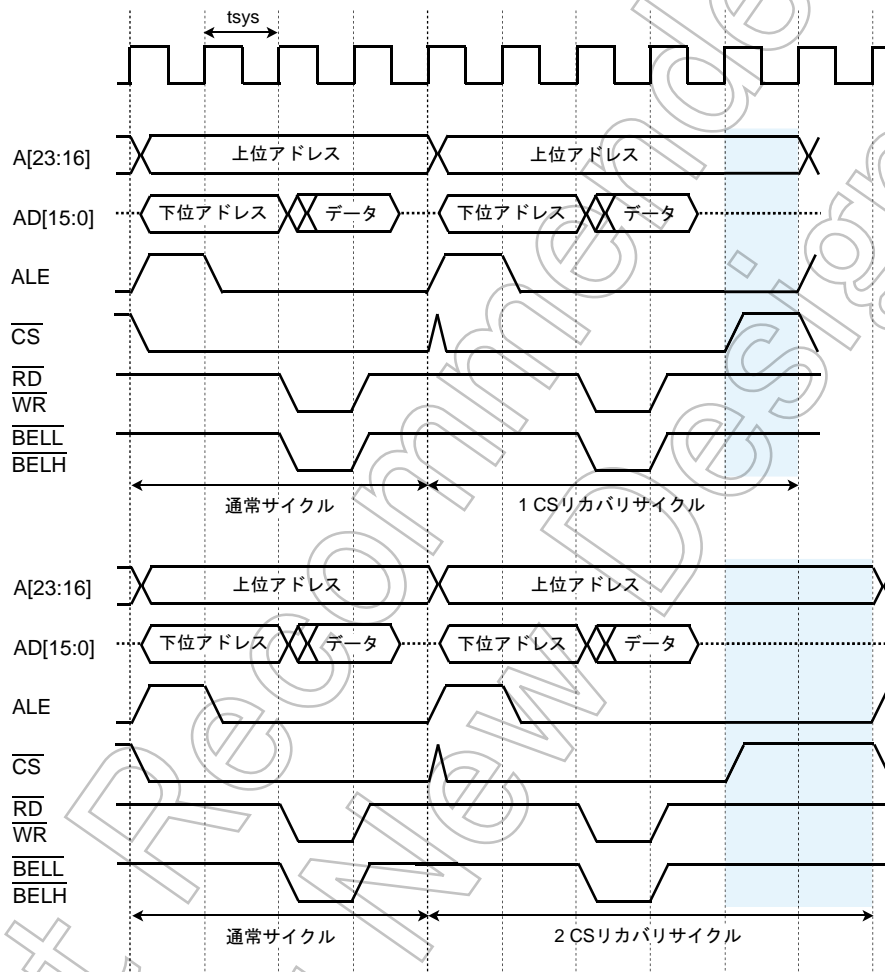 tsys
A[23:16]
上位アドレス
上位アドレス
AD[15:0]
下位アドレス
データ
下位アドレス
データ
ALE
CS
RD
WR
BELL
BELH
通常サイクル
1 CSリカバリサイクル
A[23:16]
上位アドレス
上位アドレス
AD[15:0]
下位アドレス
データ
下位アドレス
データ
ALE
CS
RD
WR
BELL
BELH
通常サイクル
2 CSリカバリサイクル